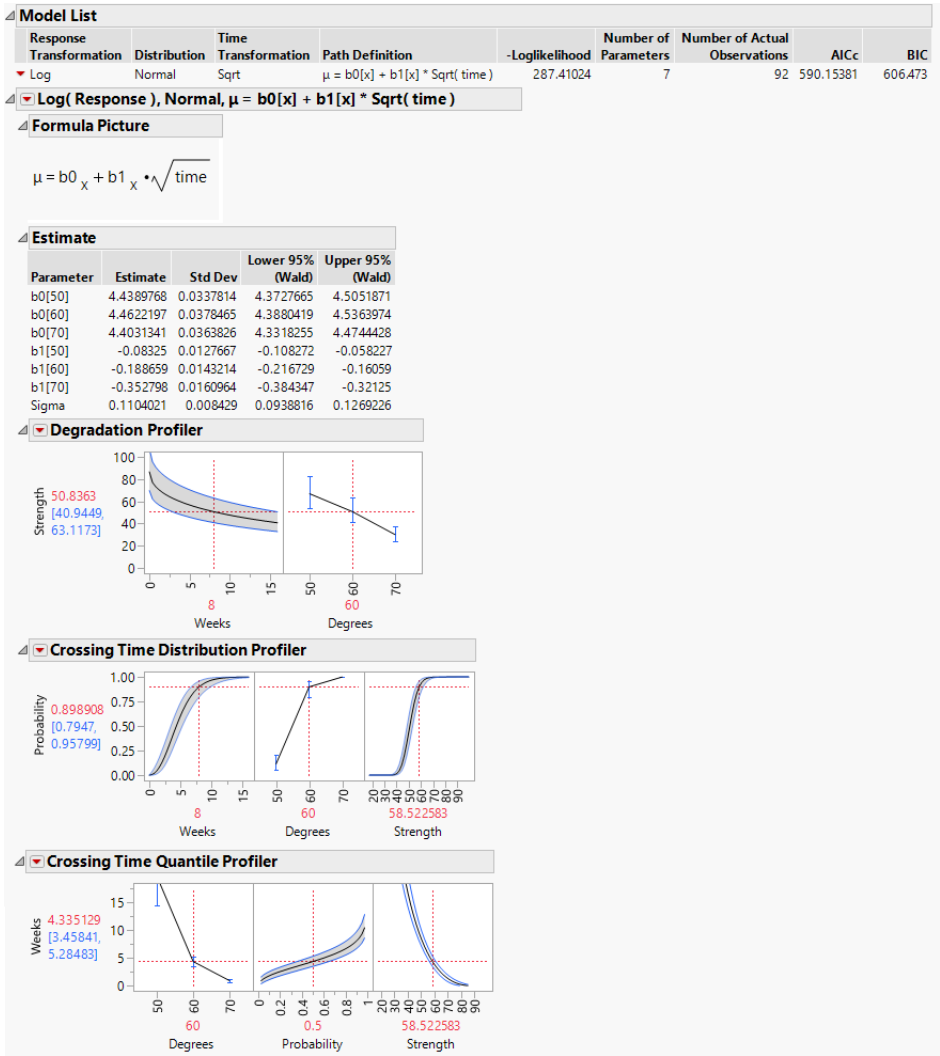 Model List
Response Transformation Distribution Time Transformation Path Definition -Loglikelihood Number of Parameters Number of Actual Observations AICc BIC
Log Normal Sqrt μ = b0[x] + b1[x] * Sqrt( time ) 287.41024 7 92 590.15381 606.473
Log( Response ), Normal, μ = b0[x] + b1[x] * Sqrt( time )
Formula Picture
μ = b0 X + b1 X • √time
Estimate
Parameter Estimate Std Dev Lower 95% (Wald) Upper 95% (Wald)
b0[50] 4.4389768 0.0337814 4.3727665 4.5051871
b0[60] 4.4622197 0.0378465 4.3880419 4.5363974
b0[70] 4.4031341 0.0363826 4.3318255 4.4744428
b1[50] -0.08325 0.0127667 -0.108272 -0.058227
b1[60] -0.188659 0.0143214 -0.216729 -0.16059
b1[70] -0.352798 0.0160964 -0.384347 -0.32125
Sigma 0.1104021 0.008429 0.0938816 0.1269226
Degradation Profiler
Strength
50.8363
[40.9449,
63.1173]
100
80
60
40
20
0
0 5 10 15
50 60 70
8
60
Weeks
Degrees
Crossing Time Distribution Profiler
Probability
0.898908
[0.7947,
0.95799]
1.00
0.75
0.50
0.25
0.00
0 5 10 15
50 60 70
20 30 40 50 60 70 80 90
8
60
58.522583
Weeks
Degrees
Strength
Crossing Time Quantile Profiler
Weeks
4.335129
[3.45841,
5.28483]
15
10
5
0
50 60 70
0 0.2 0.4 0.6 0.8 1
20 30 40 50 60 70 80 90
60
0.5
58.522583
Degrees
Probability
Strength